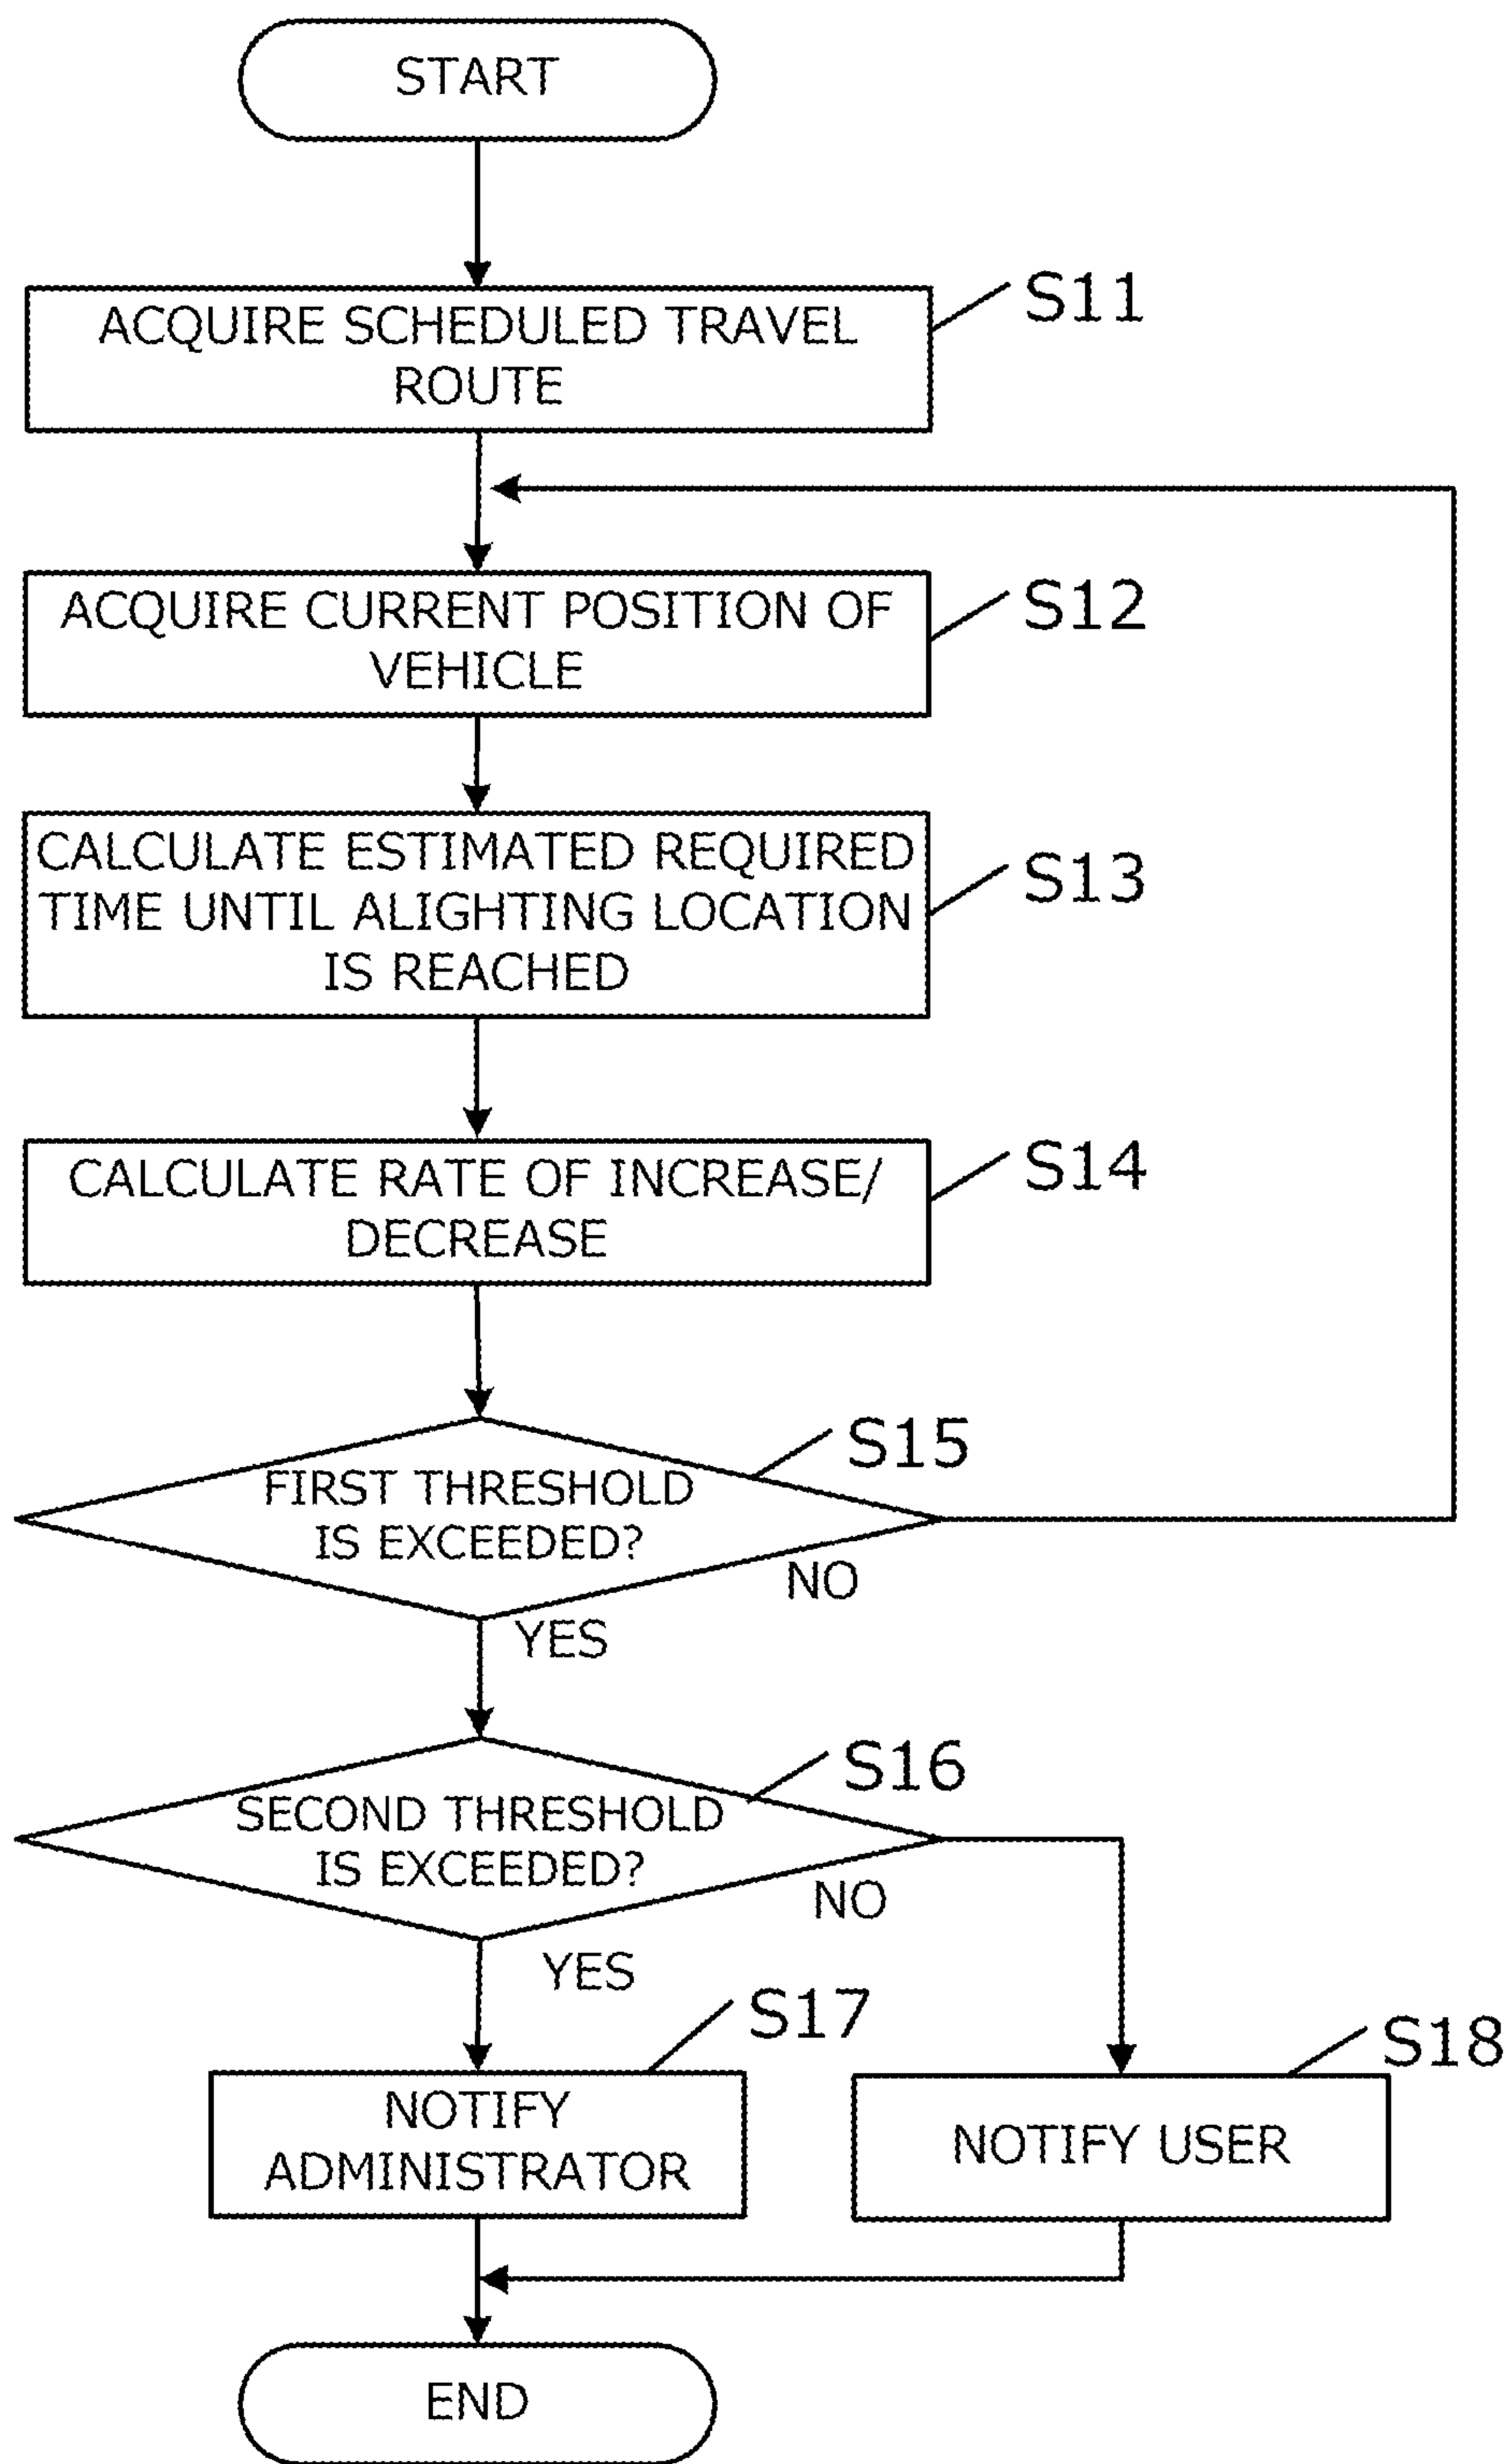 START
ACQUIRE SCHEDULED TRAVEL
ROUTE
S11
ACQUIRE CURRENT POSITION OF
VEHICLE
S12
CALCULATE ESTIMATED REQUIRED
TIME UNTIL ALIGHTING LOCATION
IS REACHED
S13
CALCULATE RATE OF INCREASE/
DECREASE
S14
FIRST THRESHOLD
IS EXCEEDED?
S15
NO
YES
SECOND THRESHOLD
IS EXCEEDED?
S16
NO
YES
NOTIFY
ADMINISTRATOR
S17
NOTIFY USER
S18
END